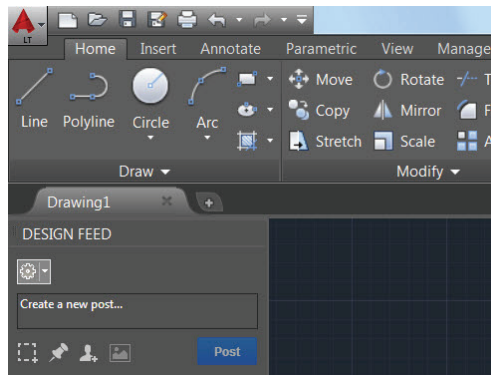 LT
Home Insert Annotate Parametric View Manage
Move Rotate T
Line Polyline Circle Arc Copy Mirror F
Stretch Scale A
Draw Modify
Drawing1
DESIGN FEED
Create a new post...
Post